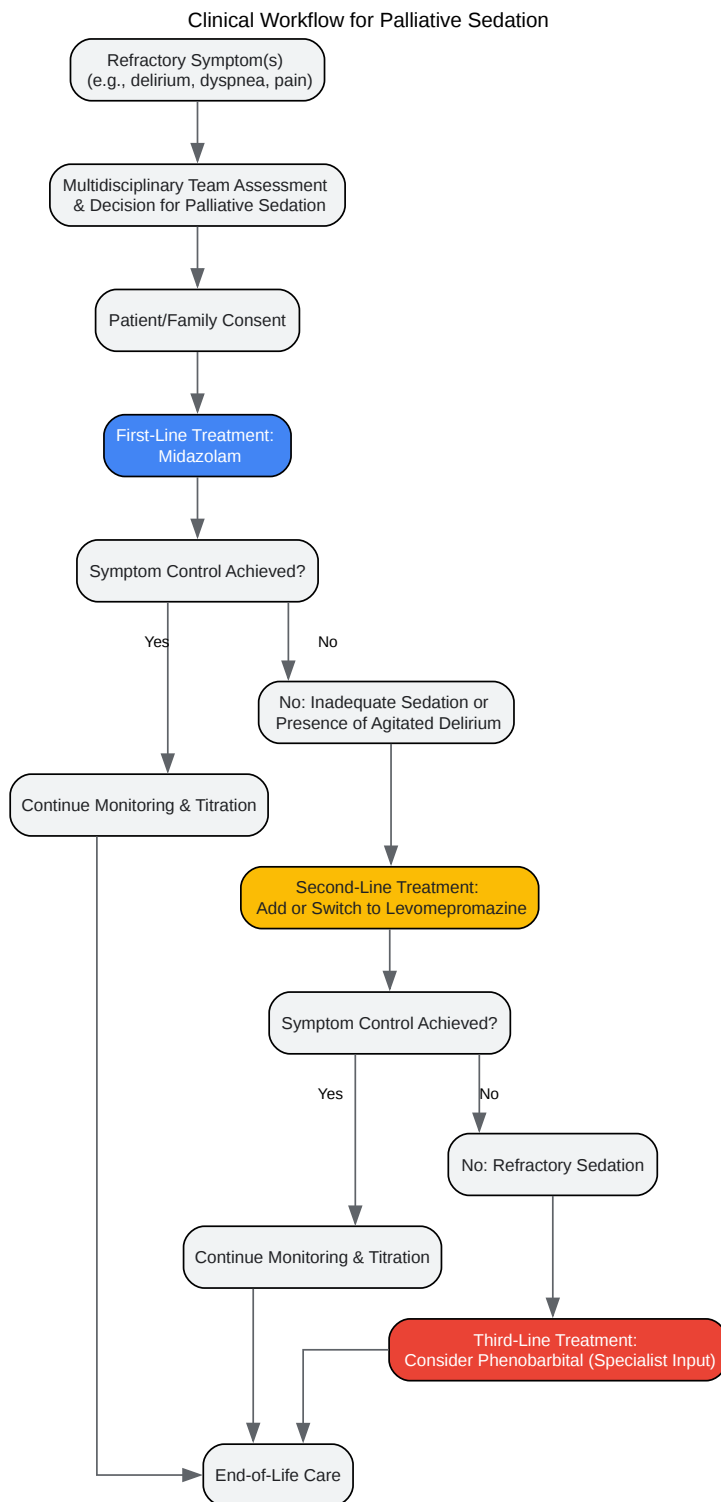 Clinical Workflow for Palliative Sedation
Refractory Symptom(s)
(e.g., delirium, dyspnea, pain)
Multidisciplinary Team Assessment
& Decision for Palliative Sedation
Patient/Family Consent
First-Line Treatment:
Midazolam
Symptom Control Achieved?
Yes
No
No: Inadequate Sedation or
Presence of Agitated Delirium
Continue Monitoring & Titration
Second-Line Treatment:
Add or Switch to Levomepromazine
Symptom Control Achieved?
Yes
No
No: Refractory Sedation
Continue Monitoring & Titration
Third-Line Treatment:
Consider Phenobarbital (Specialist Input)
End-of-Life Care